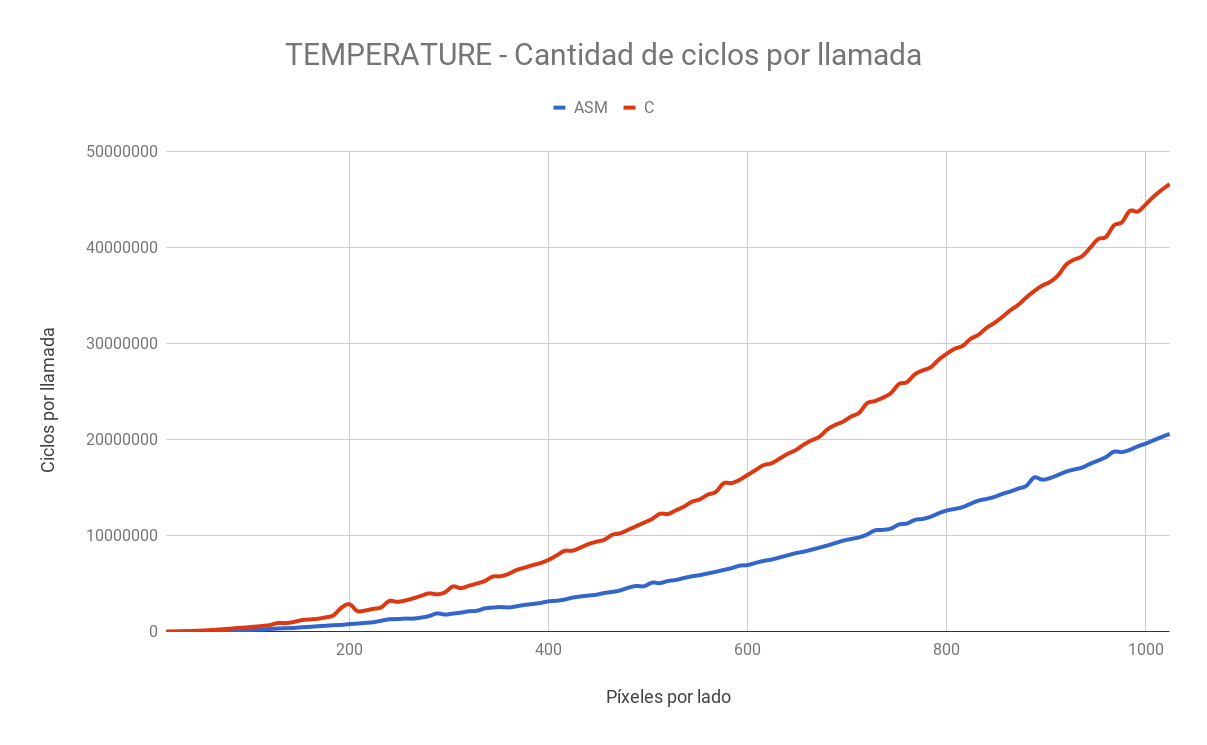 TEMPERATURE - Cantidad de ciclos por llamada
ASM C
50000000
40000000
30000000
20000000
10000000
0
Ciclos por llamada
200 400 600 800 1000
Píxeles por lado